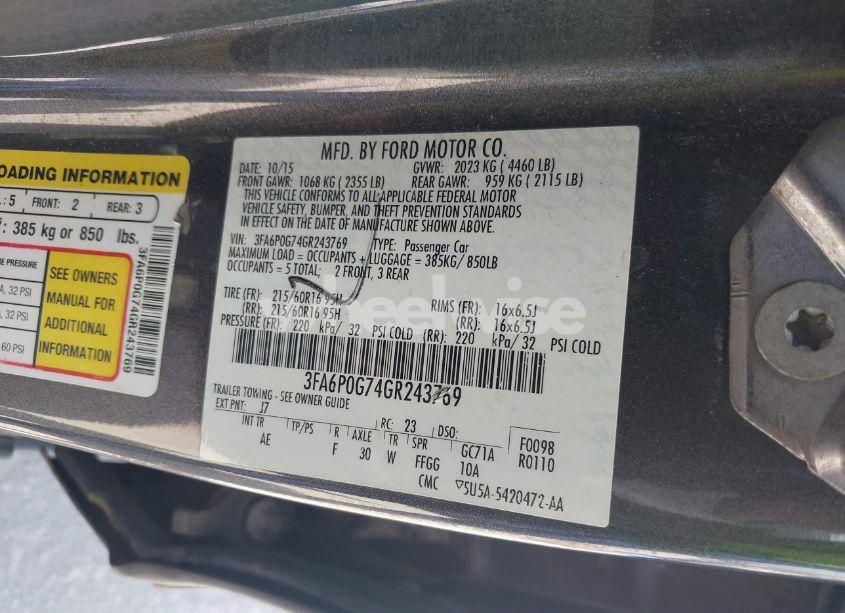 OADING INFORMATION
: 5 FRONT: 2 REAR: 3
: 385 kg or 850 lbs.
E PRESSURE
A, 32 PSI
A, 32 PSI
60 PSI
SEE OWNERS
MANUAL FOR
ADDITIONAL
INFORMATION
3FA6P0G74GR243769
MFD. BY FORD MOTOR CO.
DATE: 10/15 GVWR: 2023 KG ( 4460 LB)
FRONT GAWR: 1068 KG ( 2355 LB) REAR GAWR: 959 KG ( 2115 LB)
THIS VEHICLE CONFORMS TO ALL APPLICABLE FEDERAL MOTOR
VEHICLE SAFETY, BUMPER, AND THEFT PREVENTION STANDARDS
IN EFFECT ON THE DATE OF MANUFACTURE SHOWN ABOVE.
VIN: 3FA6P0G74GR243769 TYPE: Passenger Car
MAXIMUM LOAD = OCCUPANTS + LUGGAGE = 385KG/ 850LB
OCCUPANTS = 5 TOTAL; 2 FRONT, 3 REAR
TIRE (FR): 215/60R16 95H RIMS (FR): 16x6.5J
(RR): 215/60R16 95H (RR): 16x6.5J
PRESSURE (FR): 220 kPa/ 32 PSI COLD (RR): 220 kPa/ 32 PSI COLD
wheelwise
3FA6P0G74GR243769
TRAILER TOWING - SEE OWNER GUIDE
EXT PNT: J7 RC: 23 DSO:
INT TR TP/PS R AXLE TR SPR GC71A F0098
AE F 30 W FFGG 10A R0110
CMC 5U5A-5420472-AA